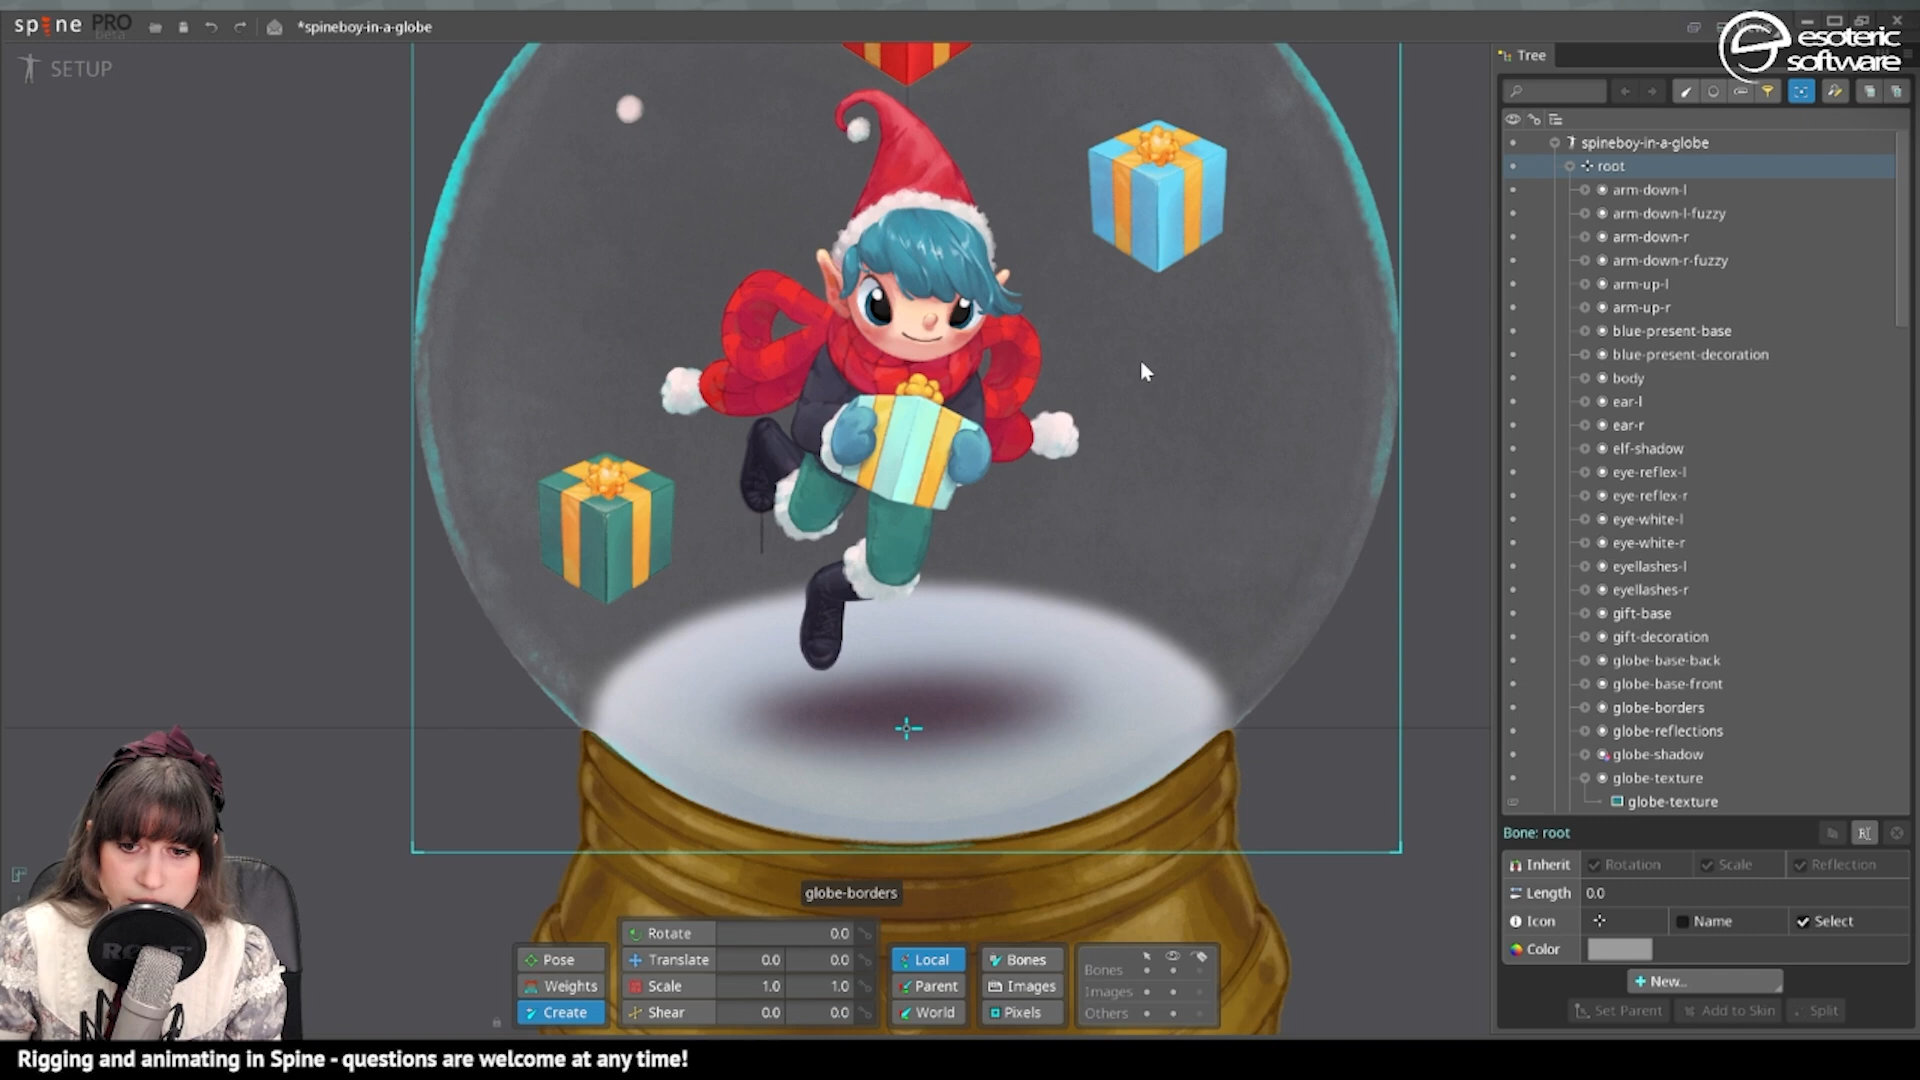 spine PRO
beta
*spineboy-in-a-globe
Views
esoteric
software
SETUP
Tree
spineboy-in-a-globe
root
arm-down-l
arm-down-l-fuzzy
arm-down-r
arm-down-r-fuzzy
arm-up-l
arm-up-r
blue-present-base
blue-present-decoration
body
ear-l
ear-r
elf-shadow
eye-reflex-l
eye-reflex-r
eye-white-l
eye-white-r
eyellashes-l
eyellashes-r
gift-base
gift-decoration
globe-base-back
globe-base-front
globe-borders
globe-reflections
globe-shadow
globe-texture
globe-texture
Bone: root
Inherit Rotation Scale Reflection
Length 0.0
Icon Name Select
Color
New...
Set Parent Add to Skin Split
globe-borders
Pose
Weights
Create
Rotate 0.0
Translate 0.0 0.0
Scale 1.0 1.0
Shear 0.0 0.0
Local
Parent
World
Bones
Images
Pixels
Bones
Images
Others
RODE
Rigging and animating in Spine - questions are welcome at any time!